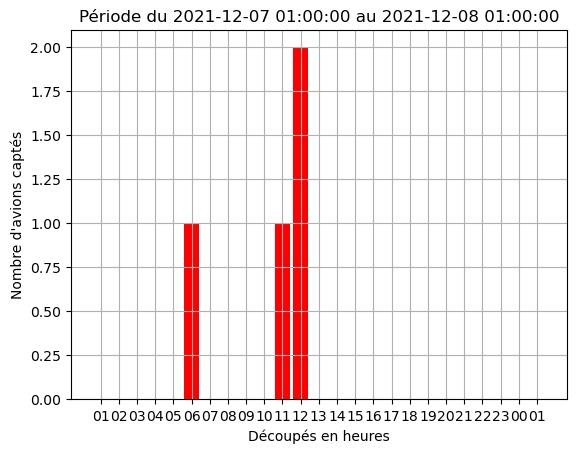 Période du 2021-12-07 01:00:00 au 2021-12-08 01:00:00
2.00
1.75
1.50
1.25
1.00
0.75
0.50
0.25
0.00
Nombre d'avions captés
01 02 03 04 05 06 07 08 09 10 11 12 13 14 15 16 17 18 19 20 21 22 23 00 01
Découpés en heures